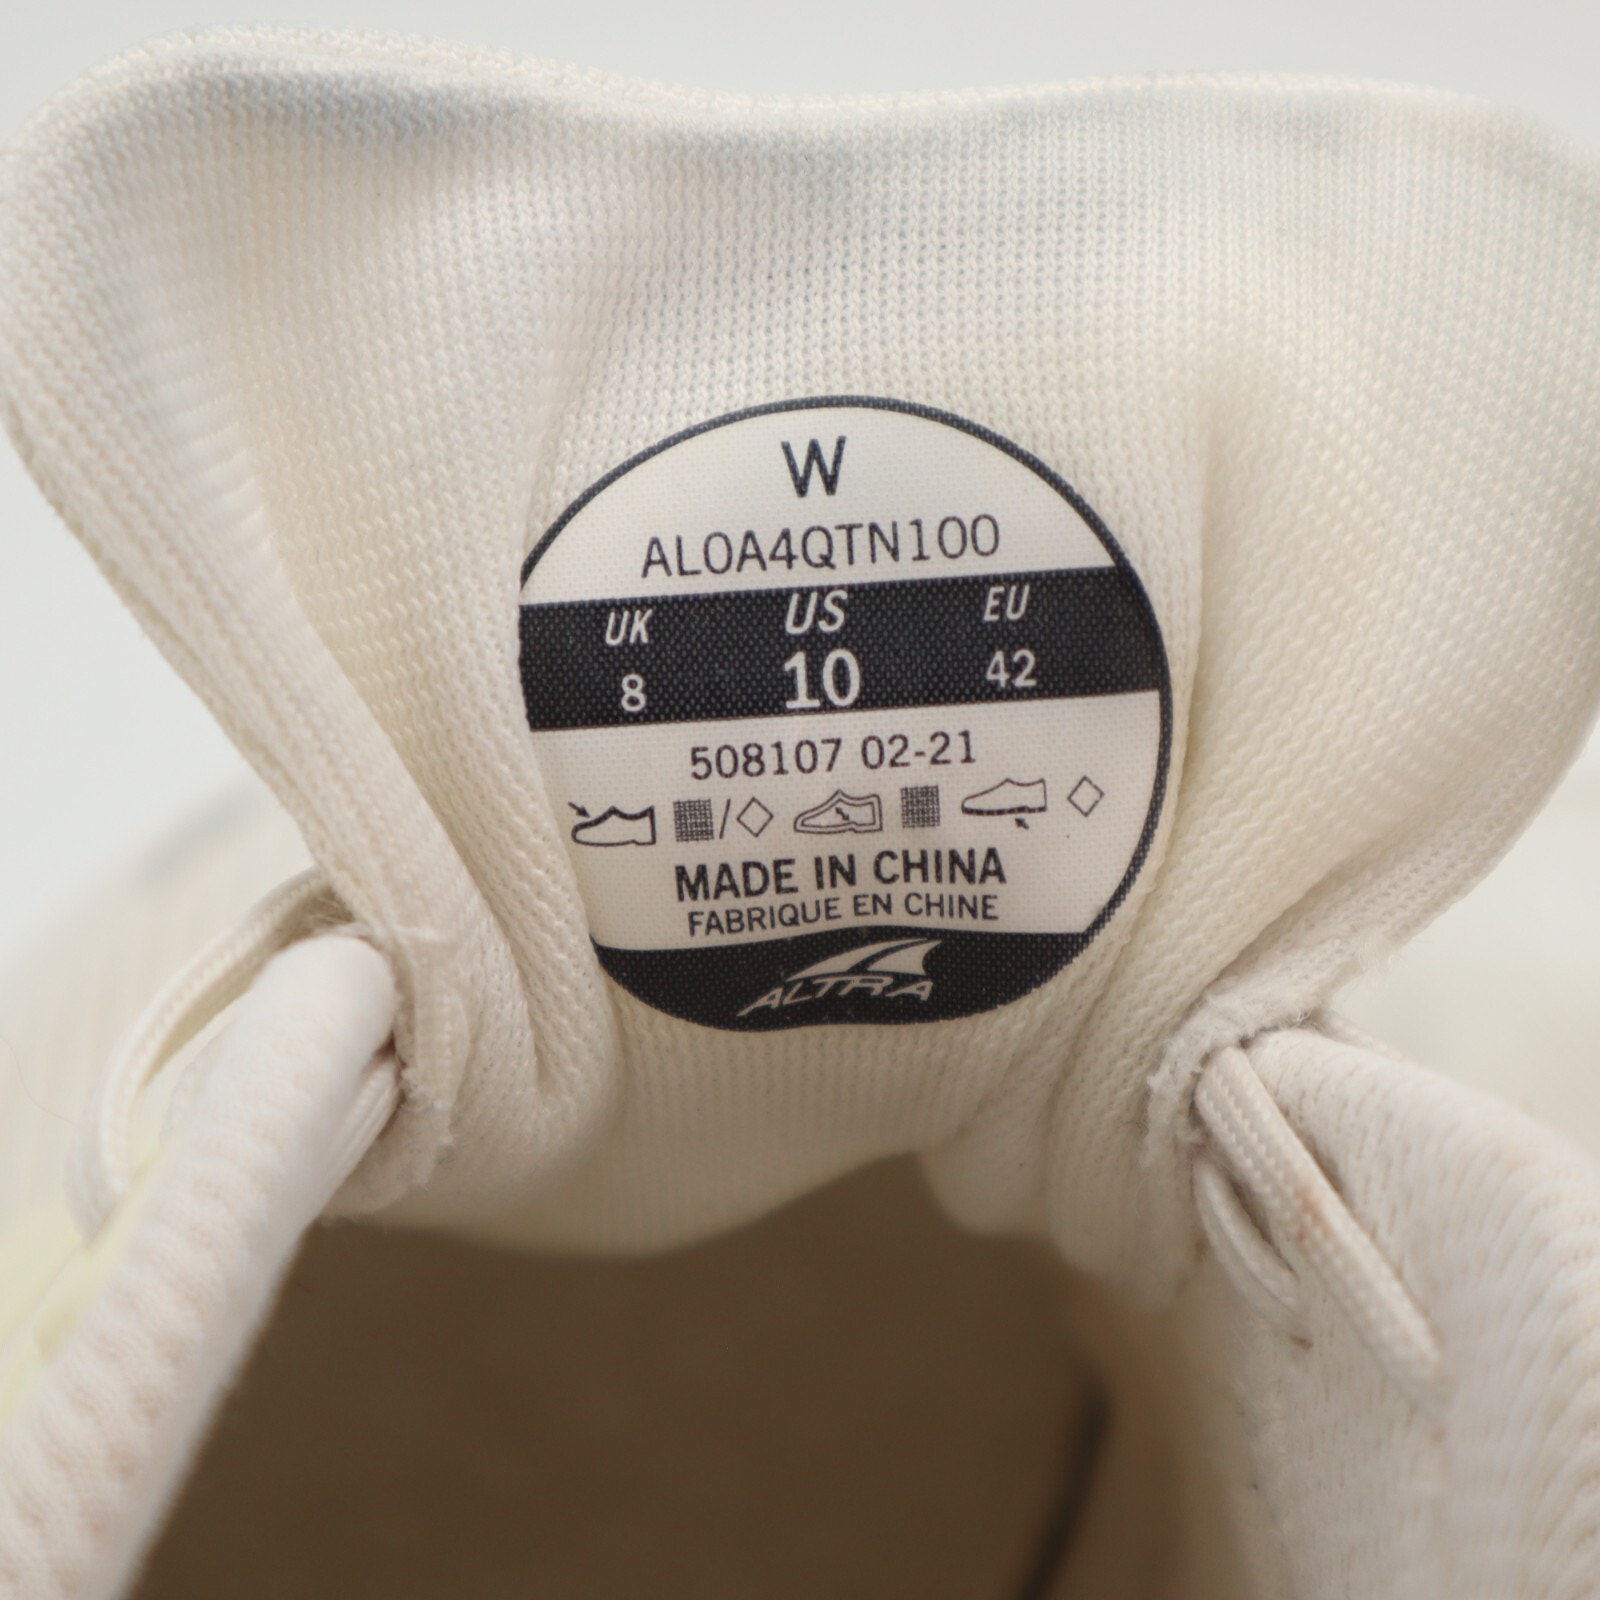 W
AL0A4QTN100
UK US EU
8 10 42
508107 02-21
MADE IN CHINA
FABRIQUE EN CHINE
ALTRA